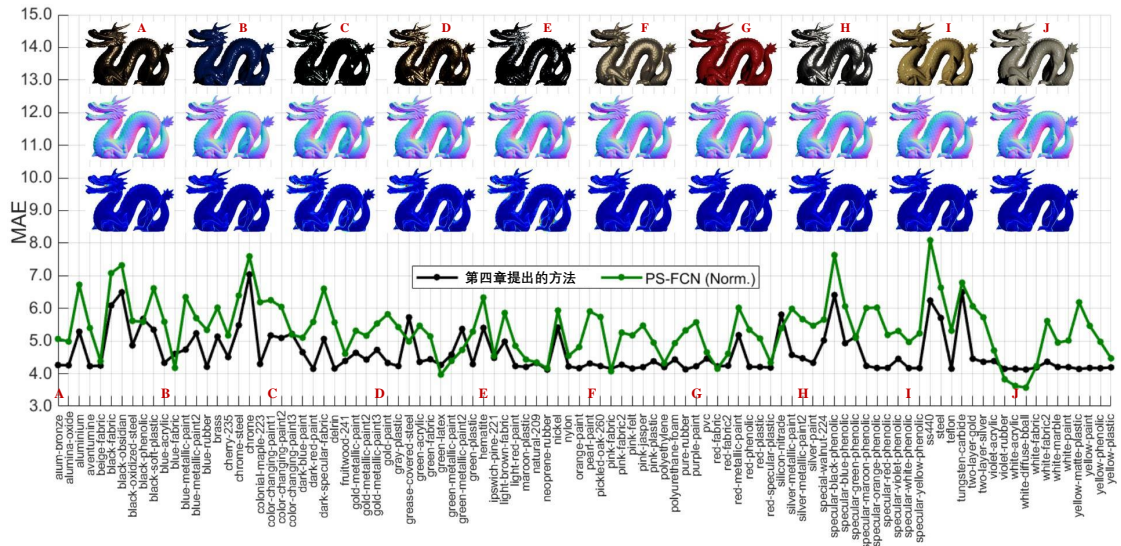 15.0
14.0
13.0
12.0
11.0
10.0
9.0
8.0
7.0
6.0
5.0
4.0
3.0
MAE
A B C D E F G H I J
第四章提出的方法 PS-FCN (Norm.)
A B C D E F G H I J
alum-bronze
alumina-oxide
aluminium
aventurnine
beige-fabric
black-fabric
black-obsidian
black-oxidized-steel
black-phenolic
black-soft-plastic
blue-acrylic
blue-fabric
blue-metallic-paint
blue-metallic-paint2
blue-rubber
brass
cherry-235
chrome-steel
chrome
colonial-maple-223
color-changing-paint1
color-changing-paint2
color-changing-paint3
dark-blue-paint
dark-red-paint
dark-specular-fabric
delrin
fruitwood-241
gold-metallic-paint
gold-metallic-paint2
gold-metallic-paint3
gold-paint
gray-plastic
grease-covered-steel
green-acrylic
green-fabric
green-latex
green-metallic-paint
green-metallic-paint2
green-plastic
hematite
ipswich-pine-221
light-brown-fabric
light-red-paint
maroon-plastic
natural-209
neoprene-rubber
nickel
nylon
orange-paint
pearl-paint
pickled-oak-260
pink-fabric
pink-fabric2
pink-felt
pink-jasper
pink-plastic
polyethylene
polyurethane-foam
pure-rubber
purple-paint
pvc
red-fabric
red-fabric2
red-metallic-paint
red-phenolic
red-plastic
red-specular-plastic
silicon-nitrade
silver-metallic-paint
silver-metallic-paint2
silver-paint
special-walnut-224
specular-black-phenolic
specular-blue-phenolic
specular-green-phenolic
specular-maroon-phenolic
specular-orange-phenolic
specular-red-phenolic
specular-violet-phenolic
specular-white-phenolic
specular-yellow-phenolic
ss440
steel
teflon
tungsten-carbide
two-layer-gold
two-layer-silver
violet-acrylic
violet-rubber
white-acrylic
white-diffuse-bball
white-fabric
white-fabric2
white-marble
white-paint
yellow-matte-plastic
yellow-paint
yellow-phenolic
yellow-plastic